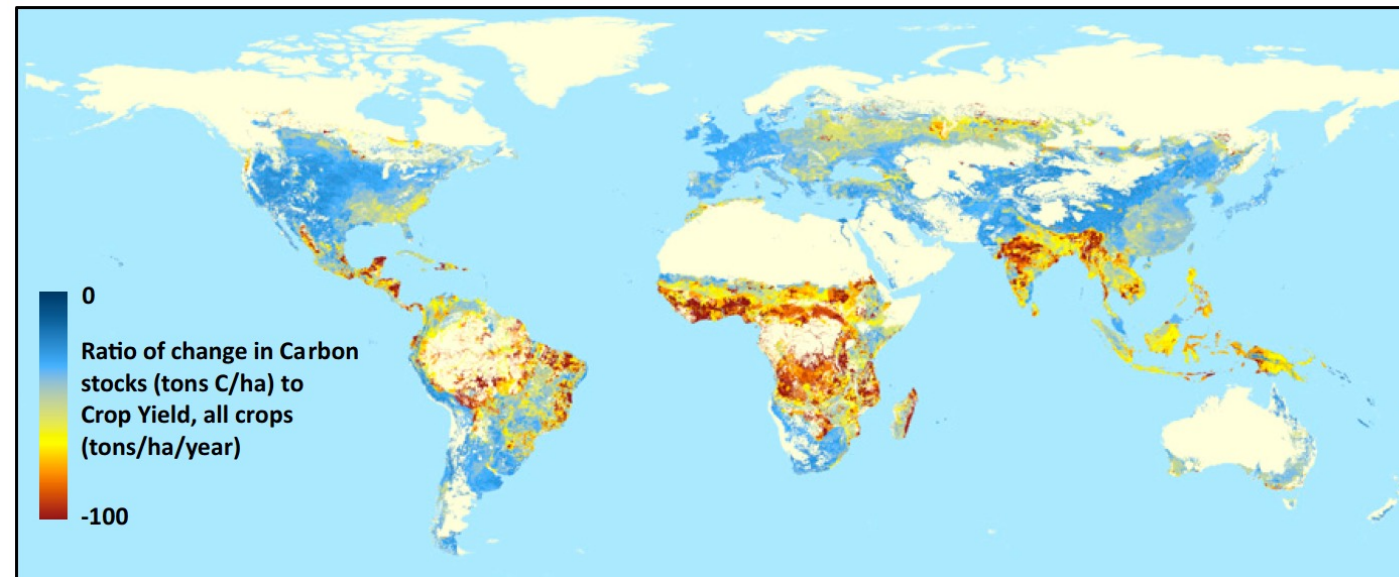 0
Ratio of change in Carbon
stocks (tons C/ha) to
Crop Yield, all crops
(tons/ha/year)
-100